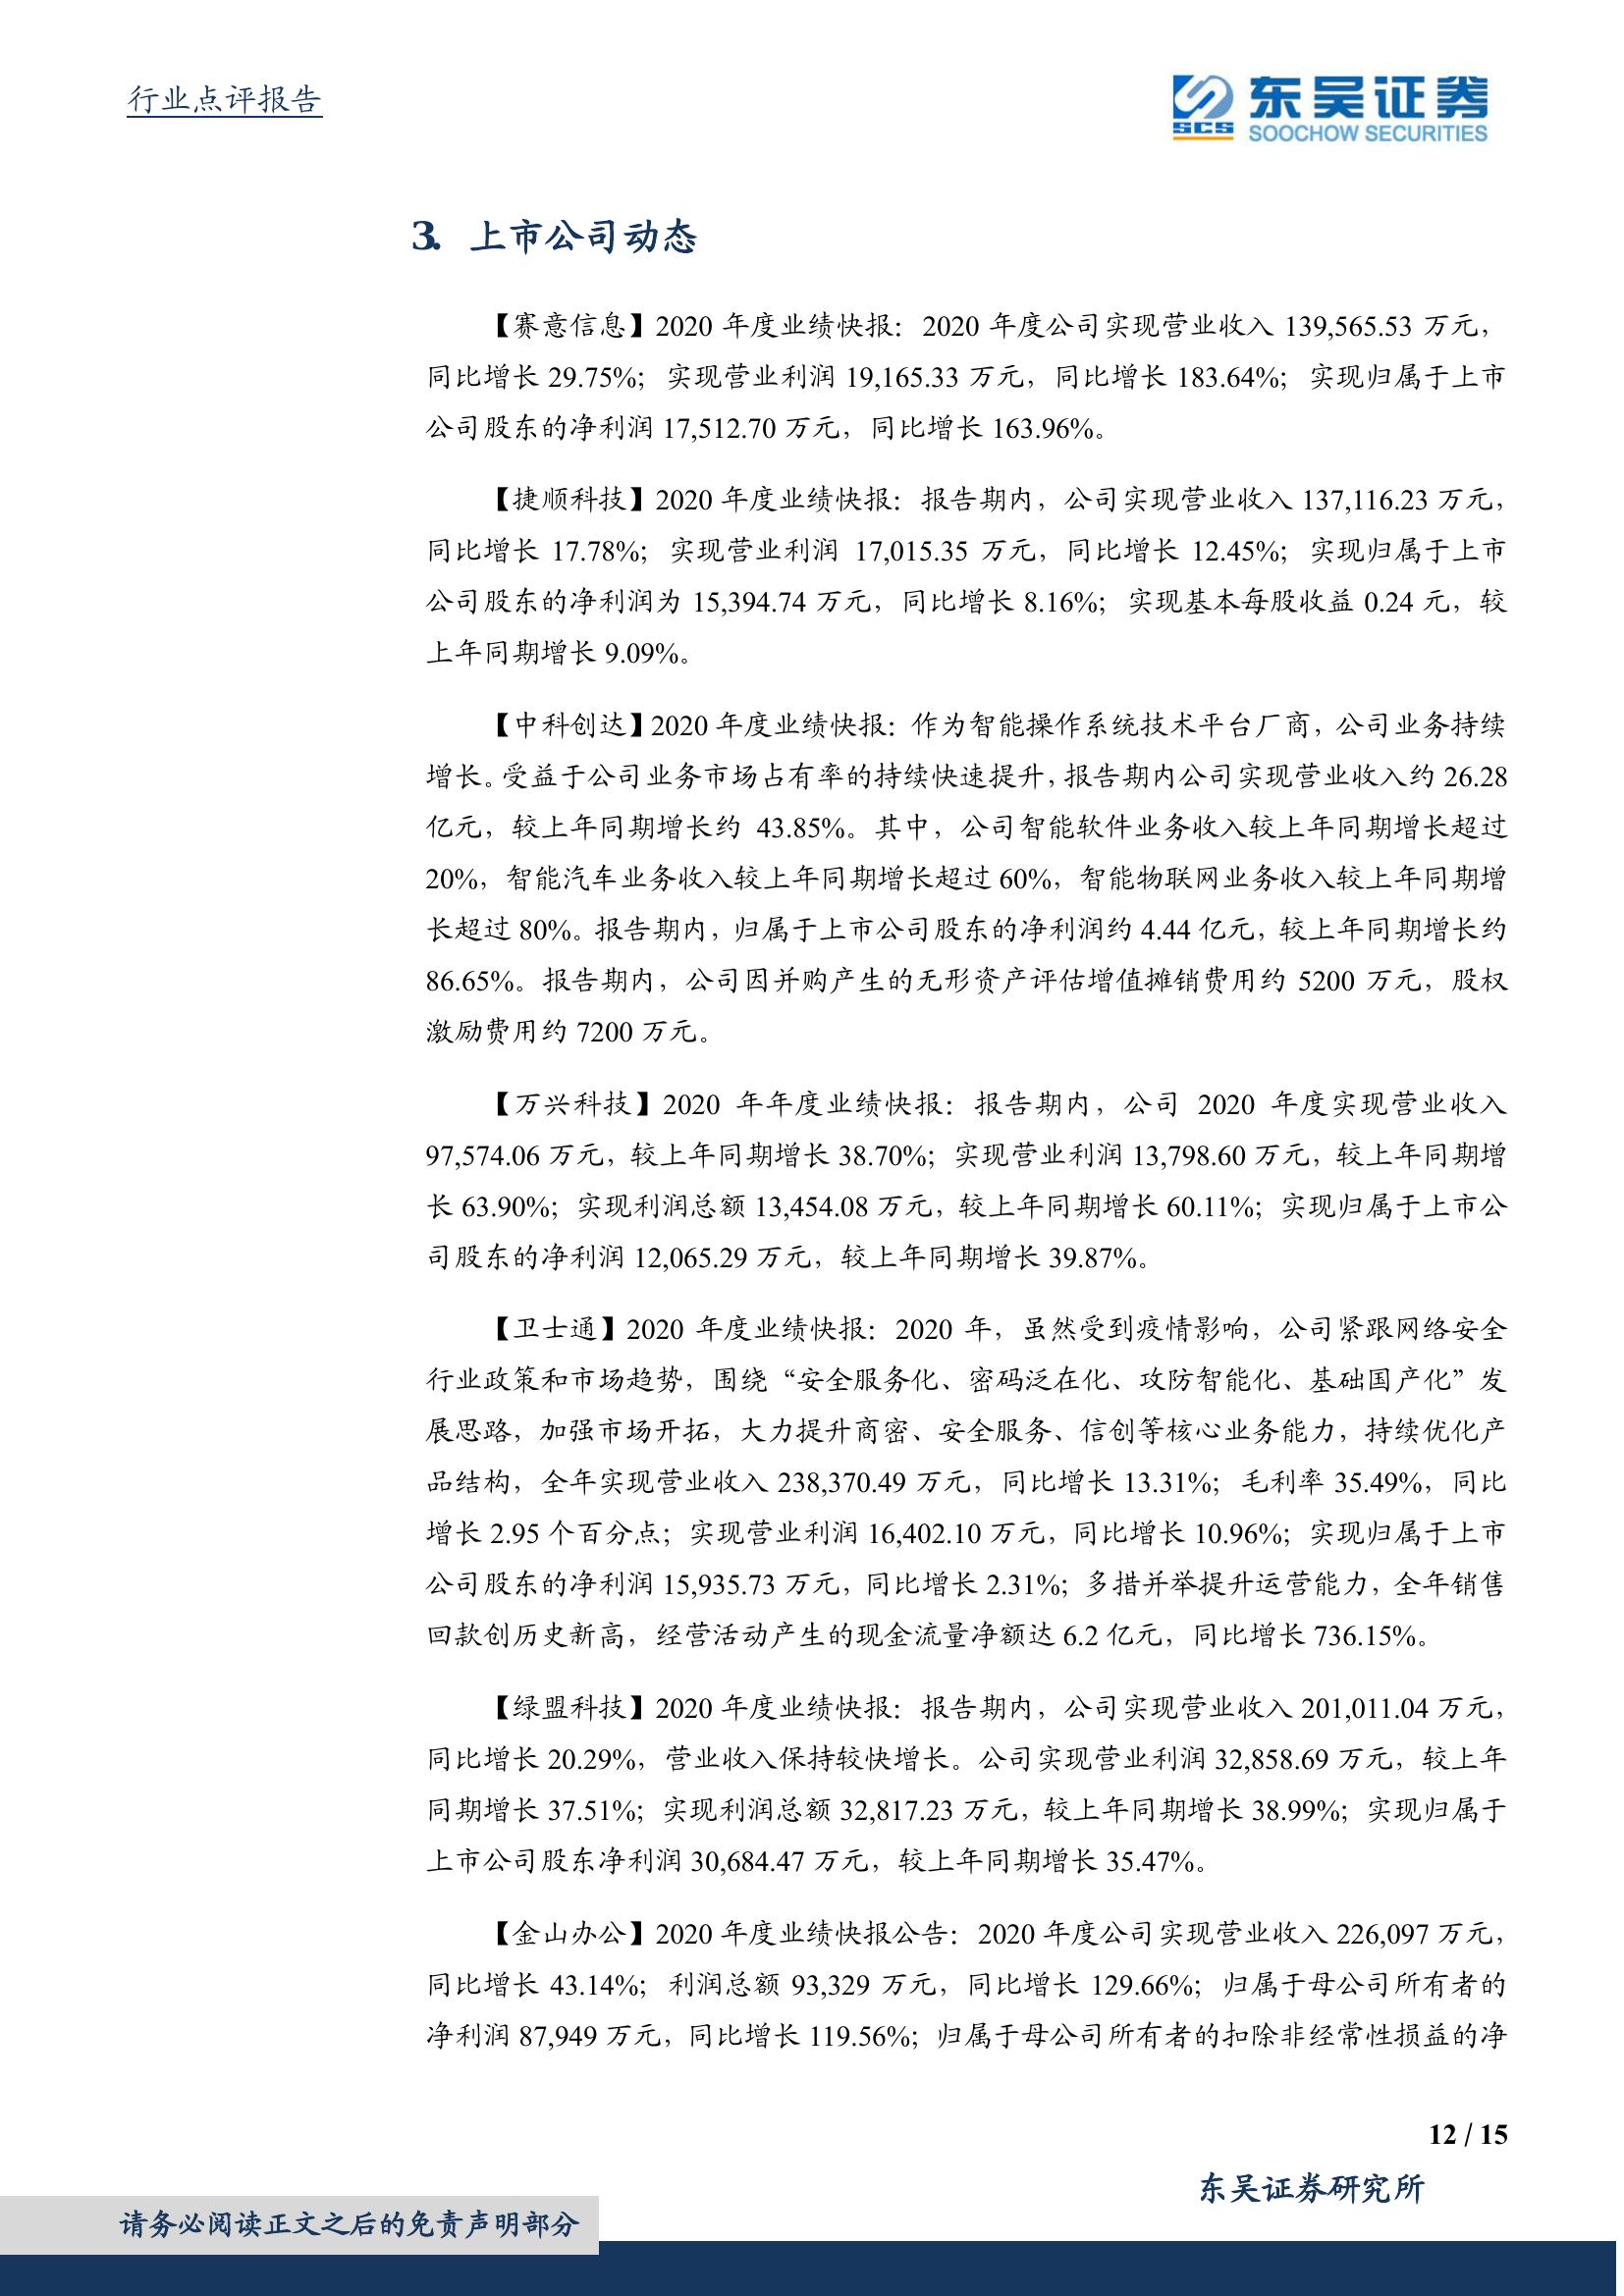 行业点评报告
SCS 东吴证券
SOOCHOW SECURITIES
3. 上市公司动态
【赛意信息】2020 年度业绩快报：2020 年度公司实现营业收入 139,565.53 万元，
同比增长 29.75%；实现营业利润 19,165.33 万元，同比增长 183.64%；实现归属于上市
公司股东的净利润 17,512.70 万元，同比增长 163.96%。
【捷顺科技】2020 年度业绩快报：报告期内，公司实现营业收入 137,116.23 万元，
同比增长 17.78%；实现营业利润 17,015.35 万元，同比增长 12.45%；实现归属于上市
公司股东的净利润为 15,394.74 万元，同比增长 8.16%；实现基本每股收益 0.24 元，较
上年同期增长 9.09%。
【中科创达】2020 年度业绩快报：作为智能操作系统技术平台厂商，公司业务持续
增长。受益于公司业务市场占有率的持续快速提升，报告期内公司实现营业收入约 26.28
亿元，较上年同期增长约 43.85%。其中，公司智能软件业务收入较上年同期增长超过
20%，智能汽车业务收入较上年同期增长超过 60%，智能物联网业务收入较上年同期增
长超过 80%。报告期内，归属于上市公司股东的净利润约 4.44 亿元，较上年同期增长约
86.65%。报告期内，公司因并购产生的无形资产评估增值摊销费用约 5200 万元，股权
激励费用约 7200 万元。
【万兴科技】2020 年年度业绩快报：报告期内，公司 2020 年度实现营业收入
97,574.06 万元，较上年同期增长 38.70%；实现营业利润 13,798.60 万元，较上年同期增
长 63.90%；实现利润总额 13,454.08 万元，较上年同期增长 60.11%；实现归属于上市公
司股东的净利润 12,065.29 万元，较上年同期增长 39.87%。
【卫士通】2020 年度业绩快报：2020 年，虽然受到疫情影响，公司紧跟网络安全
行业政策和市场趋势，围绕“安全服务化、密码泛在化、攻防智能化、基础国产化”发
展思路，加强市场开拓，大力提升商密、安全服务、信创等核心业务能力，持续优化产
品结构，全年实现营业收入 238,370.49 万元，同比增长 13.31%；毛利率 35.49%，同比
增长 2.95 个百分点；实现营业利润 16,402.10 万元，同比增长 10.96%；实现归属于上市
公司股东的净利润 15,935.73 万元，同比增长 2.31%；多措并举提升运营能力，全年销售
回款创历史新高，经营活动产生的现金流量净额达 6.2 亿元，同比增长 736.15%。
【绿盟科技】2020 年度业绩快报：报告期内，公司实现营业收入 201,011.04 万元，
同比增长 20.29%，营业收入保持较快增长。公司实现营业利润 32,858.69 万元，较上年
同期增长 37.51%；实现利润总额 32,817.23 万元，较上年同期增长 38.99%；实现归属于
上市公司股东净利润 30,684.47 万元，较上年同期增长 35.47%。
【金山办公】2020 年度业绩快报公告：2020 年度公司实现营业收入 226,097 万元，
同比增长 43.14%；利润总额 93,329 万元，同比增长 129.66%；归属于母公司所有者的
净利润 87,949 万元，同比增长 119.56%；归属于母公司所有者的扣除非经常性损益的净
12 / 15
东吴证券研究所
请务必阅读正文之后的免责声明部分